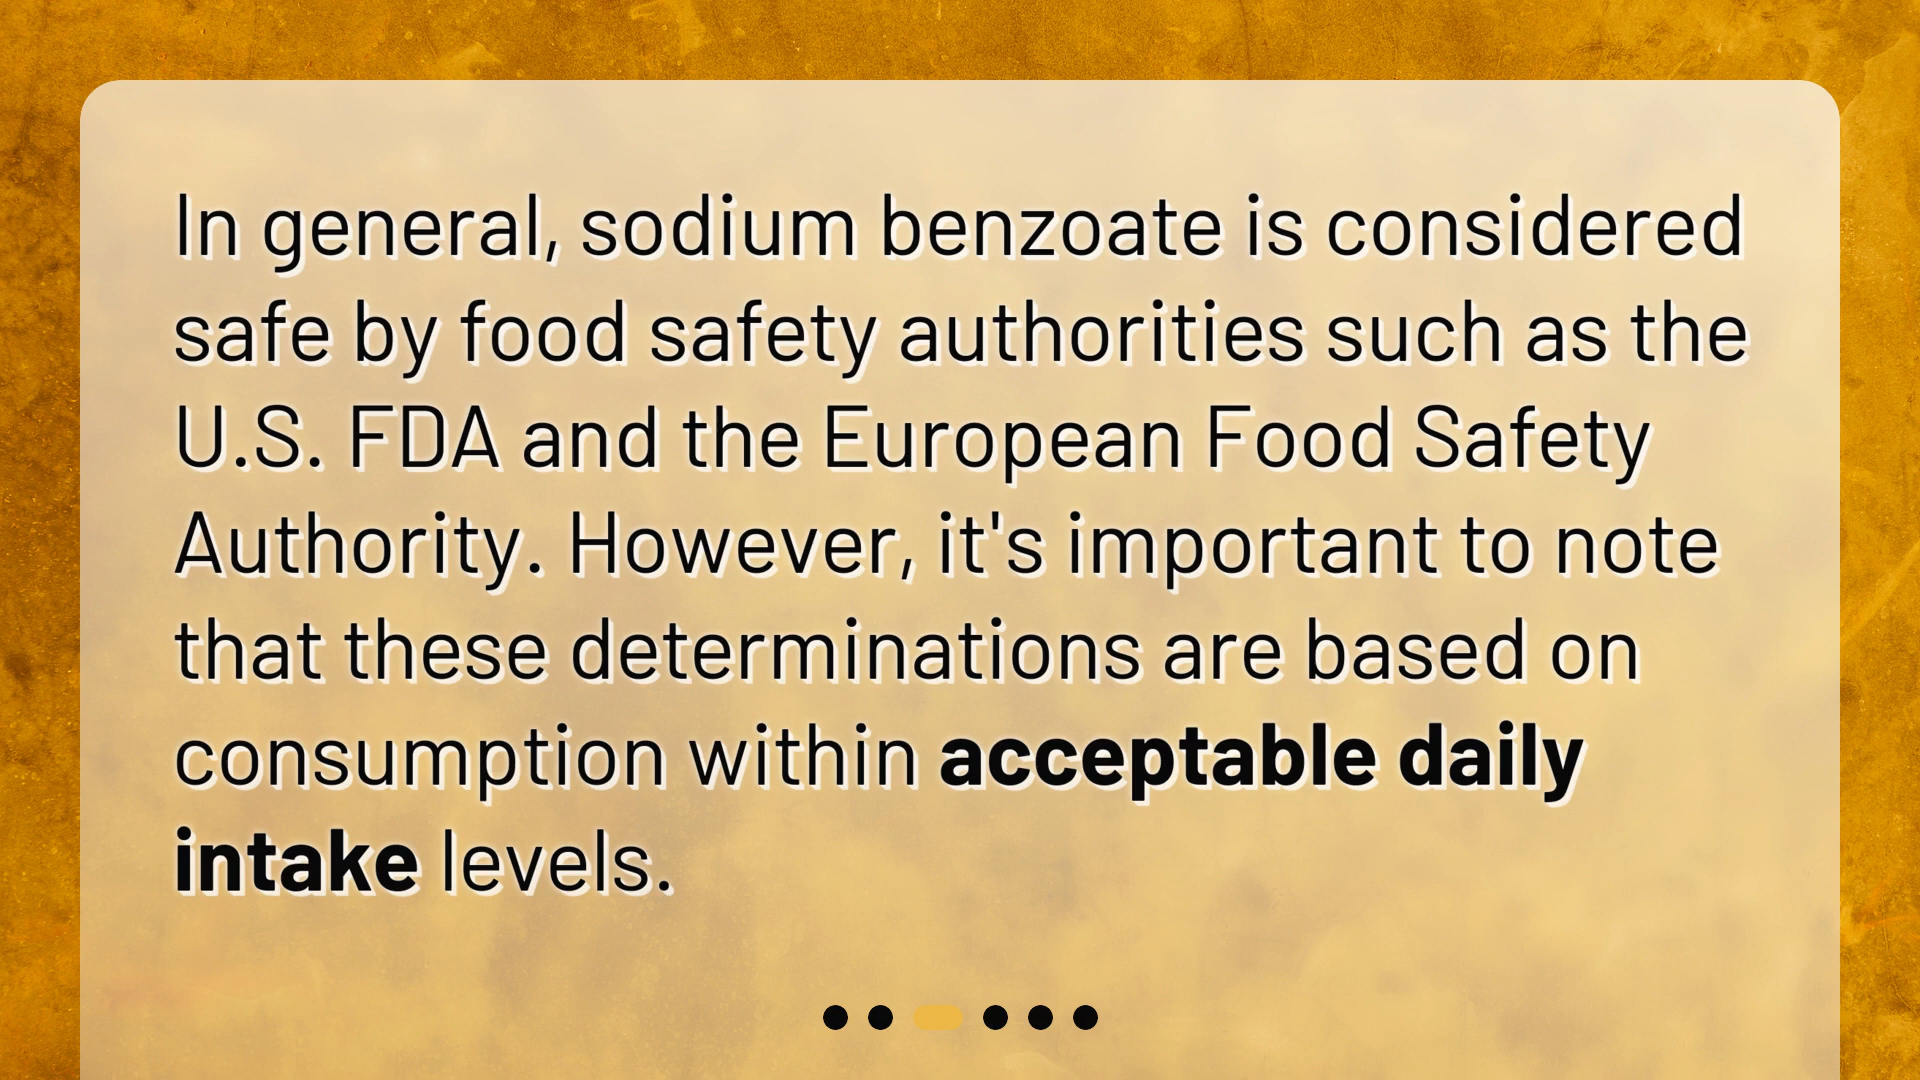 In general, sodium benzoate is considered
safe by food safety authorities such as the
U.S. FDA and the European Food Safety
Authority. However, it's important to note
that these determinations are based on
consumption within acceptable daily
intake levels.